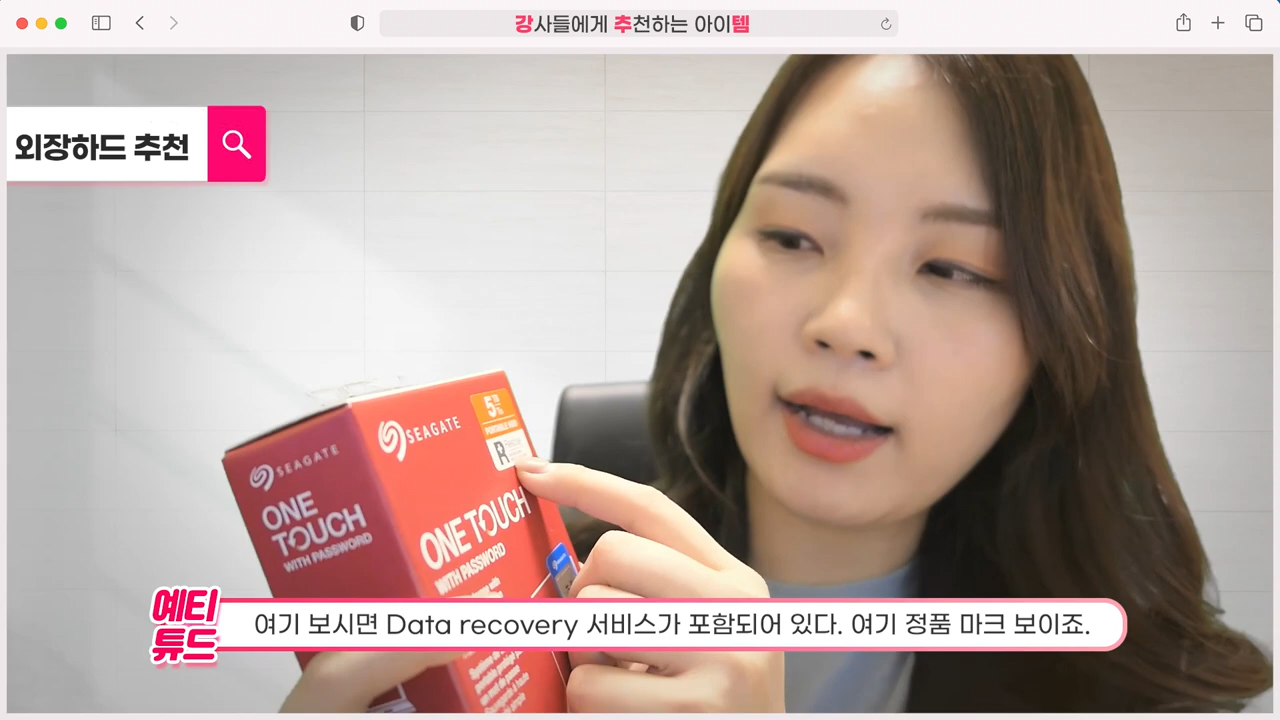 강사들에게 추천하는 아이템
외장하드 추천
SEAGATE
ONE
TOUCH
WITH PASSWORD
SEAGATE
5
R
ONE TOUCH
WITH PASSWORD
예티
튜드
여기 보시면 Data recovery 서비스가 포함되어 있다. 여기 정품 마크 보이죠.